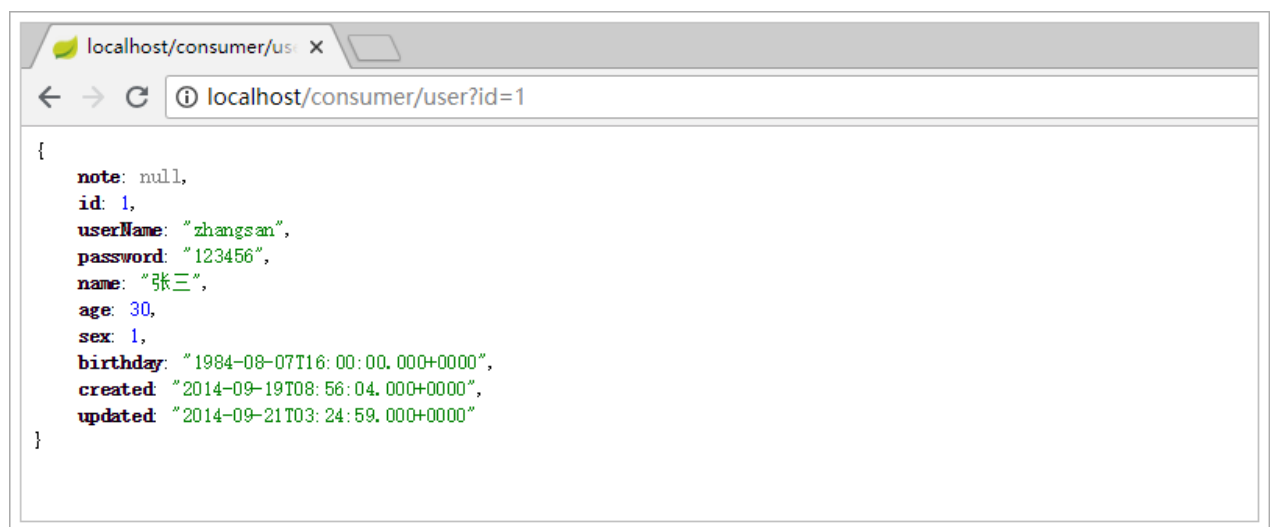 localhost/consumer/us
localhost/consumer/user?id=1
{
note: null,
id: 1,
userName: "zhangsan",
password: "123456",
name: "张三",
age: 30,
sex: 1,
birthday: "1984-08-07T16:00:00.000+0000",
created: "2014-09-19T08:56:04.000+0000",
updated: "2014-09-21T03:24:59.000+0000"
}